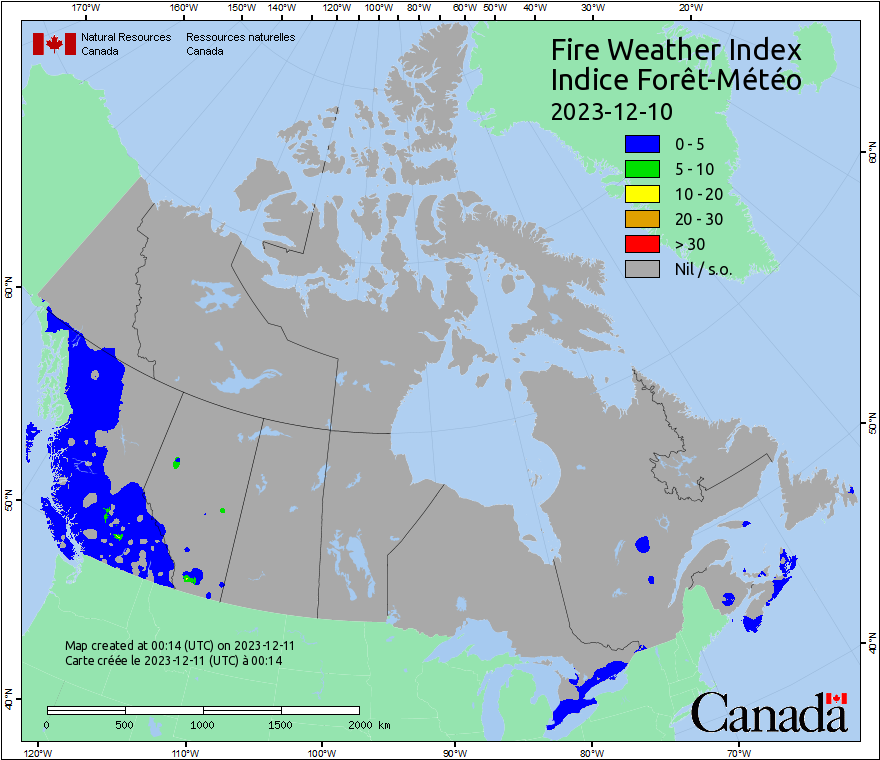 170°W 160°W 150°W 140°W 130°W 120°W 110°W 100°W 90°W 80°W 70°W 60°W 50°W 40°W 30°W 20°W
Natural Resources Canada
Ressources naturelles Canada
Fire Weather Index
Indice Forêt-Météo
2023-12-10
0 - 5
5 - 10
10 - 20
20 - 30
> 30
Nil / s.o.
60°N
50°N
40°N
60°N
50°N
40°N
Map created at 00:14 (UTC) on 2023-12-11
Carte créée le 2023-12-11 (UTC) à 00:14
0 500 1000 1500 2000 km
Canada
120°W 110°W 100°W 90°W 80°W 70°W